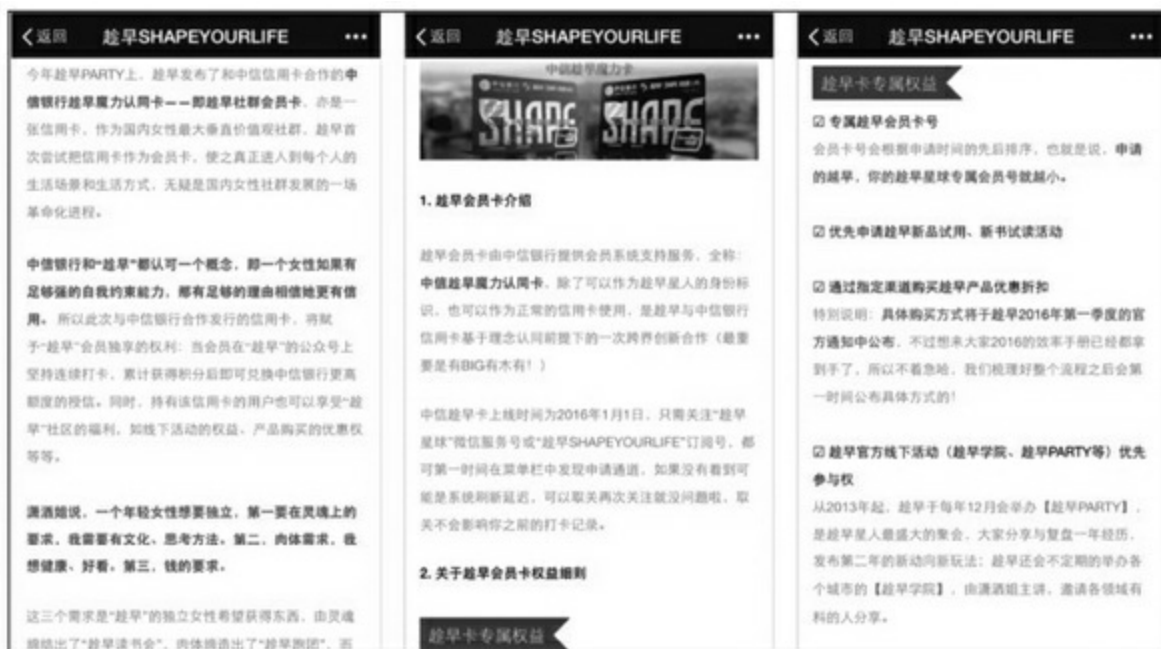 返回 趁早SHAPEYOURLIFE
今年趁早PARTY上，趁早发布了和中信信用卡合作的中
信银行趁早魔力认同卡——即趁早社群会员卡，亦是一
张信用卡，作为国内女性最大垂直价值观社群，趁早首
次尝试把信用卡作为会员卡，使之真正进入到每个人的
生活场景和生活方式，无疑是国内女性社群发展的一场
革命化进程。
中信银行和“趁早”都认可一个概念，即一个女性如果有
足够强的自我约束能力，那有足够的理由相信她更有信
用。所以此次与中信银行合作发行的信用卡，将赋
予“趁早”会员独享的权利：当会员在“趁早”的公众号上
坚持连续打卡，累计获得积分后即可兑换中信银行更高
额度的授信。同时，持有该信用卡的用户也可以享受“趁
早”社区的福利，如线下活动的权益、产品购买的优惠权
等等。
潇洒姐说，一个年轻女性想要独立，第一要在灵魂上的
要求，我需要有文化、思考方法。第二，肉体需求，我
想健康、好看。第三，钱的要求。
这三个需求是“趁早”的独立女性希望获得东西，由灵魂
缔结出了“趁早读书会”，肉体缔造出了“趁早跑团”，而
返回 趁早SHAPEYOURLIFE
中信趁早魔力卡
SHAPE SHAPE
1. 趁早会员卡介绍
趁早会员卡由中信银行提供会员系统支持服务，全称：
中信趁早魔力认同卡，除了可以作为趁早星人的身份标
识，也可以作为正常的信用卡使用，是趁早与中信银行
信用卡基于理念认同前提下的一次跨界创新合作（最重
要是有BIG有木有！）
中信趁早卡上线时间为2016年1月1日，只需关注“趁早
星球”微信服务号或“趁早SHAPEYOURLIFE”订阅号，都
可第一时间在菜单栏中发现申请通道，如果没有看到可
能是系统刷新延迟，可以取关再次关注就没问题啦，取
关不会影响你之前的打卡记录。
2. 关于趁早会员卡权益细则
趁早卡专属权益
返回 趁早SHAPEYOURLIFE
趁早卡专属权益
☑ 专属趁早会员卡号
会员卡号会根据申请时间的先后排序，也就是说，申请
的越早，你的趁早星球专属会员号就越小。
☑ 优先申请趁早新品试用、新书试读活动
☑ 通过指定渠道购买趁早产品优惠折扣
特别说明：具体购买方式将于趁早2016年第一季度的官
方通知中公布，不过想来大家2016的效率手册已经都拿
到手了，所以不着急哈，我们梳理好整个流程之后会第
一时间公布具体方式的！
☑ 趁早官方线下活动（趁早学院、趁早PARTY等）优先
参与权
从2013年起，趁早于每年12月会举办【趁早PARTY】，
是趁早星人最盛大的聚会，大家分享与复盘一年经历，
发布第二年的新动向新玩法；趁早还会不定期的举办各
个城市的【趁早学院】，由潇洒姐主讲，邀请各领域有
料的人分享。